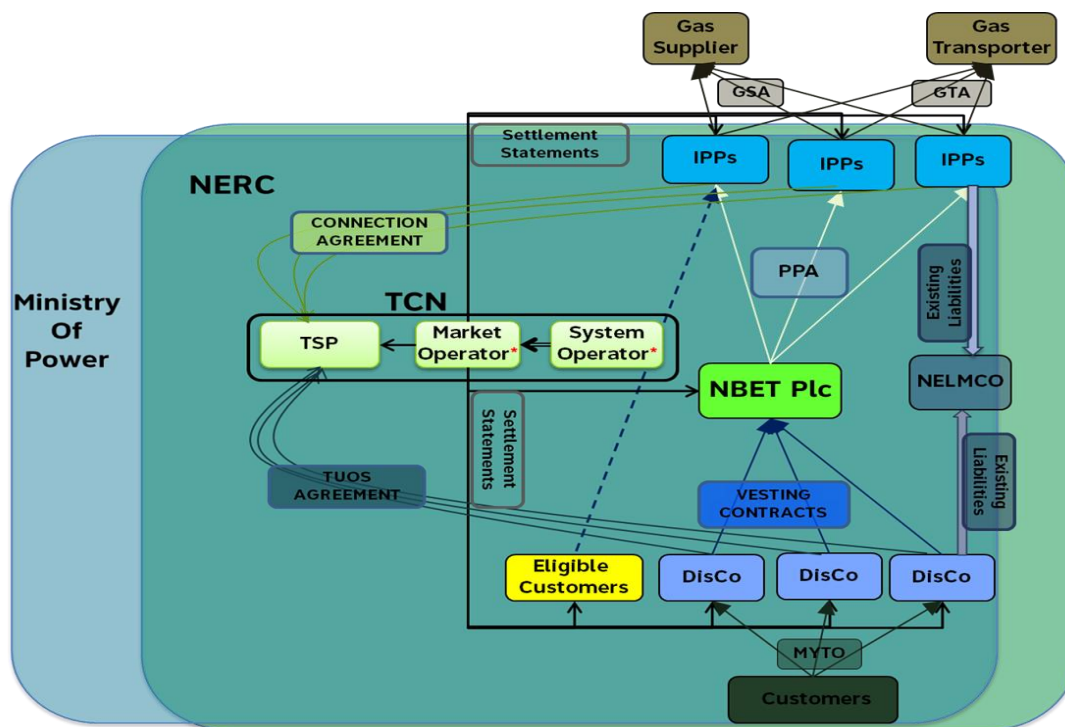 Gas
Supplier
Gas
Transporter
GSA
GTA
Settlement
Statements
IPPs
IPPs
IPPs
NERC
CONNECTION
AGREEMENT
PPA
Existing
Liabilities
Ministry
Of
Power
TCN
TSP
Market
Operator*
System
Operator*
NBET Plc
NELMCO
Settlement
Statements
TUOS
AGREEMENT
VESTING
CONTRACTS
Existing
Liabilities
Eligible
Customers
DisCo
DisCo
DisCo
MYTO
Customers